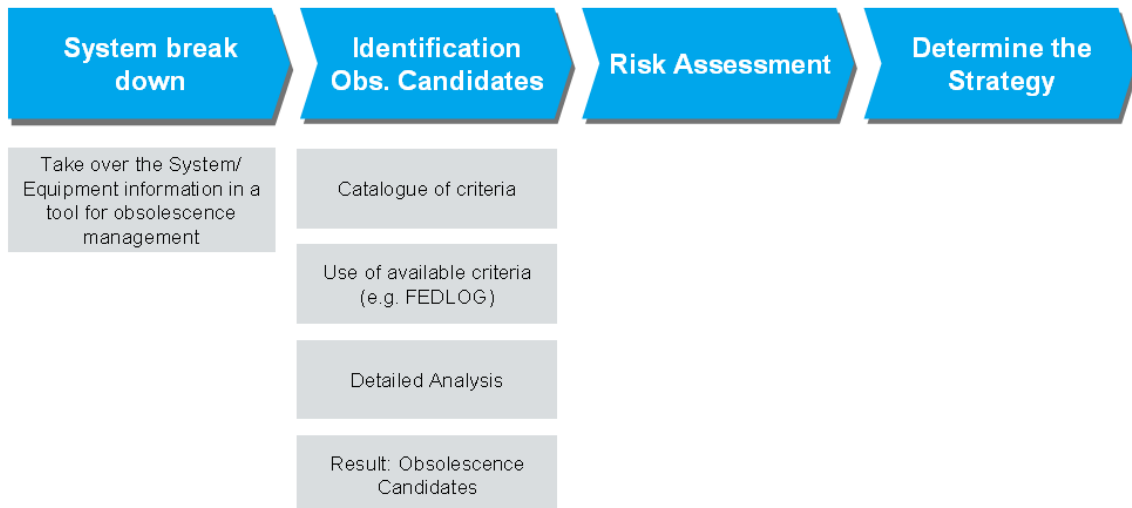 System break
down
Identification
Obs. Candidates
Risk Assessment
Determine the
Strategy
Take over the System/
Equipment information in a
tool for obsolescence
management
Catalogue of criteria
Use of available criteria
(e.g. FEDLOG)
Detailed Analysis
Result: Obsolescence
Candidates